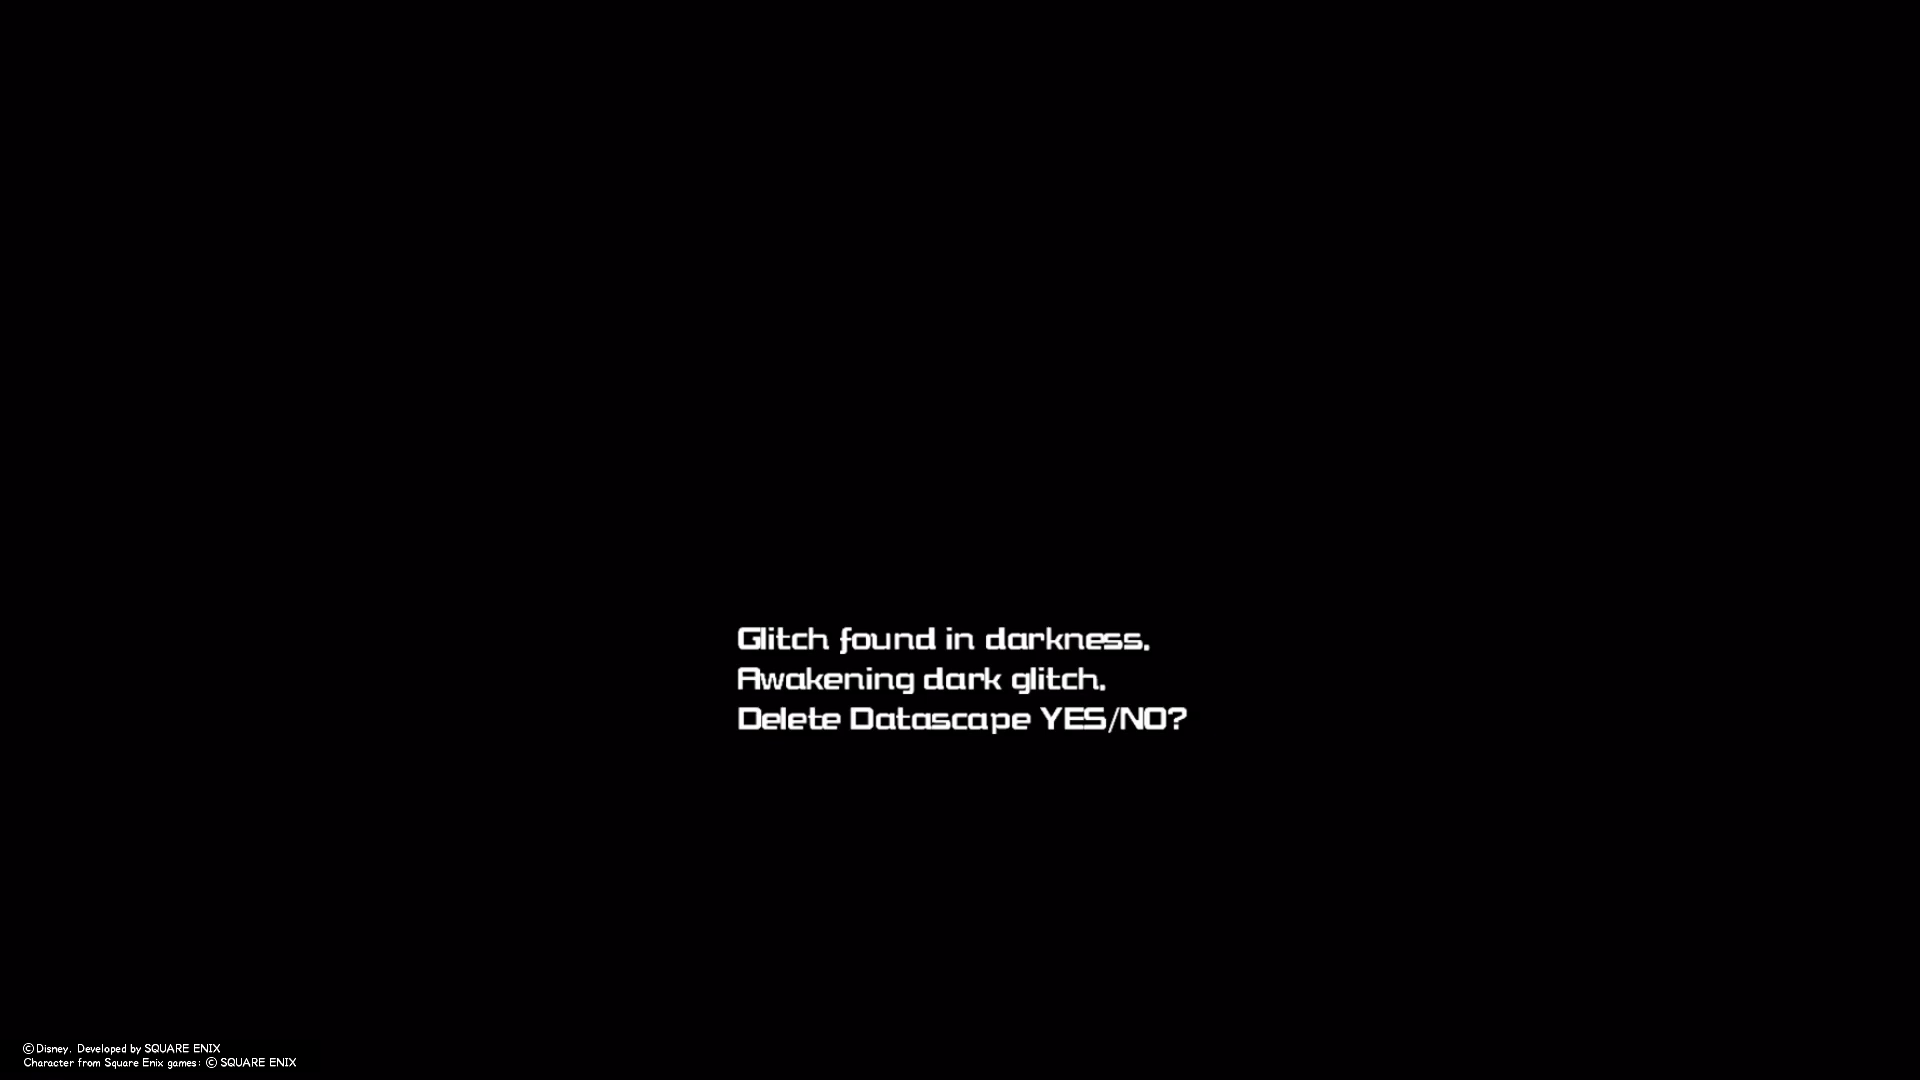 Glitch found in darkness.
Awakening dark glitch.
Delete Datascape YES/NO?
©Disney. Developed by SQUARE ENIX
Character from Square Enix games: © SQUARE ENIX